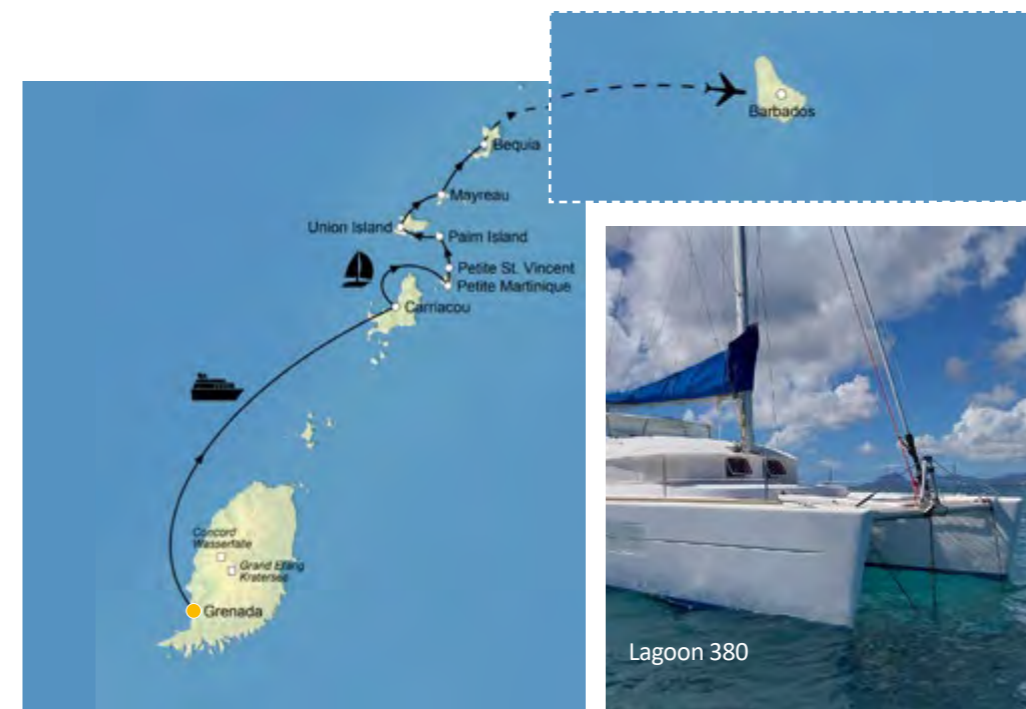 Barbados
Bequia
Mayreau
Union Island
Palm Island
Petite St. Vincent
Petite Martinique
Carriacou
Concord
Wasserfälle
Grand Etang
Kratersee
Grenada
Lagoon 380